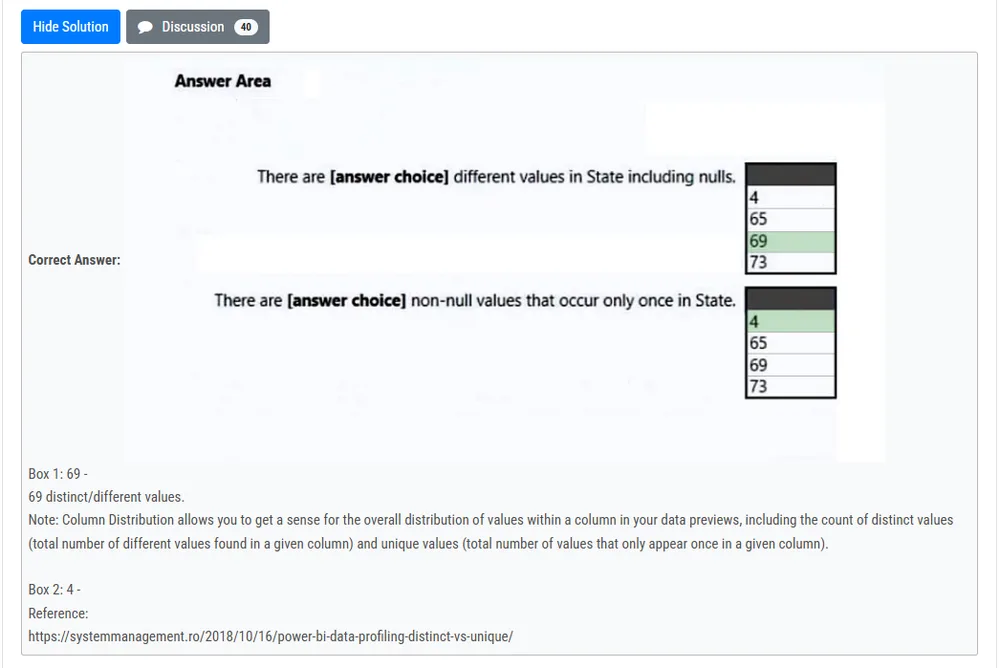 Hide Solution
Discussion 40
Answer Area
There are [answer choice] different values in State including nulls.
4
65
69
73
Correct Answer:
There are [answer choice] non-null values that occur only once in State.
4
65
69
73
Box 1: 69 -
69 distinct/different values.
Note: Column Distribution allows you to get a sense for the overall distribution of values within a column in your data previews, including the count of distinct values
(total number of different values found in a given column) and unique values (total number of values that only appear once in a given column).
Box 2: 4 -
Reference:
https://systemmanagement.ro/2018/10/16/power-bi-data-profiling-distinct-vs-unique/